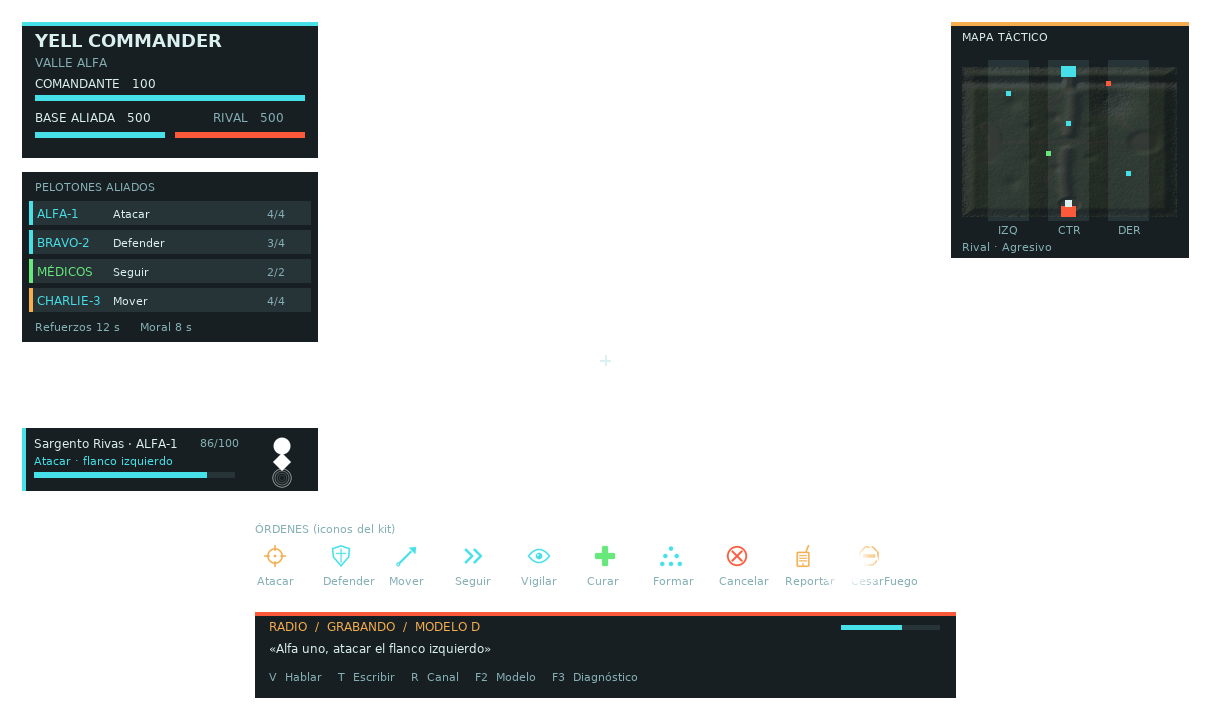 YELL COMMANDER
VALLE ALFA
COMANDANTE 100
BASE ALIADA 500 RIVAL 500
PELOTONES ALIADOS
ALFA-1 Atacar 4/4
BRAVO-2 Defender 3/4
MÉDICOS Seguir 2/2
CHARLIE-3 Mover 4/4
Refuerzos 12 s Moral 8 s
MAPA TÁCTICO
IZQ CTR DER
Rival · Agresivo
Sargento Rivas · ALFA-1 86/100
Atacar · flanco izquierdo
ÓRDENES (iconos del kit)
Atacar Defender Mover Seguir Vigilar Curar Formar Cancelar Reportar CesarFuego
RADIO / GRABANDO / MODELO D
«Alfa uno, atacar el flanco izquierdo»
V Hablar T Escribir R Canal F2 Modelo F3 Diagnóstico